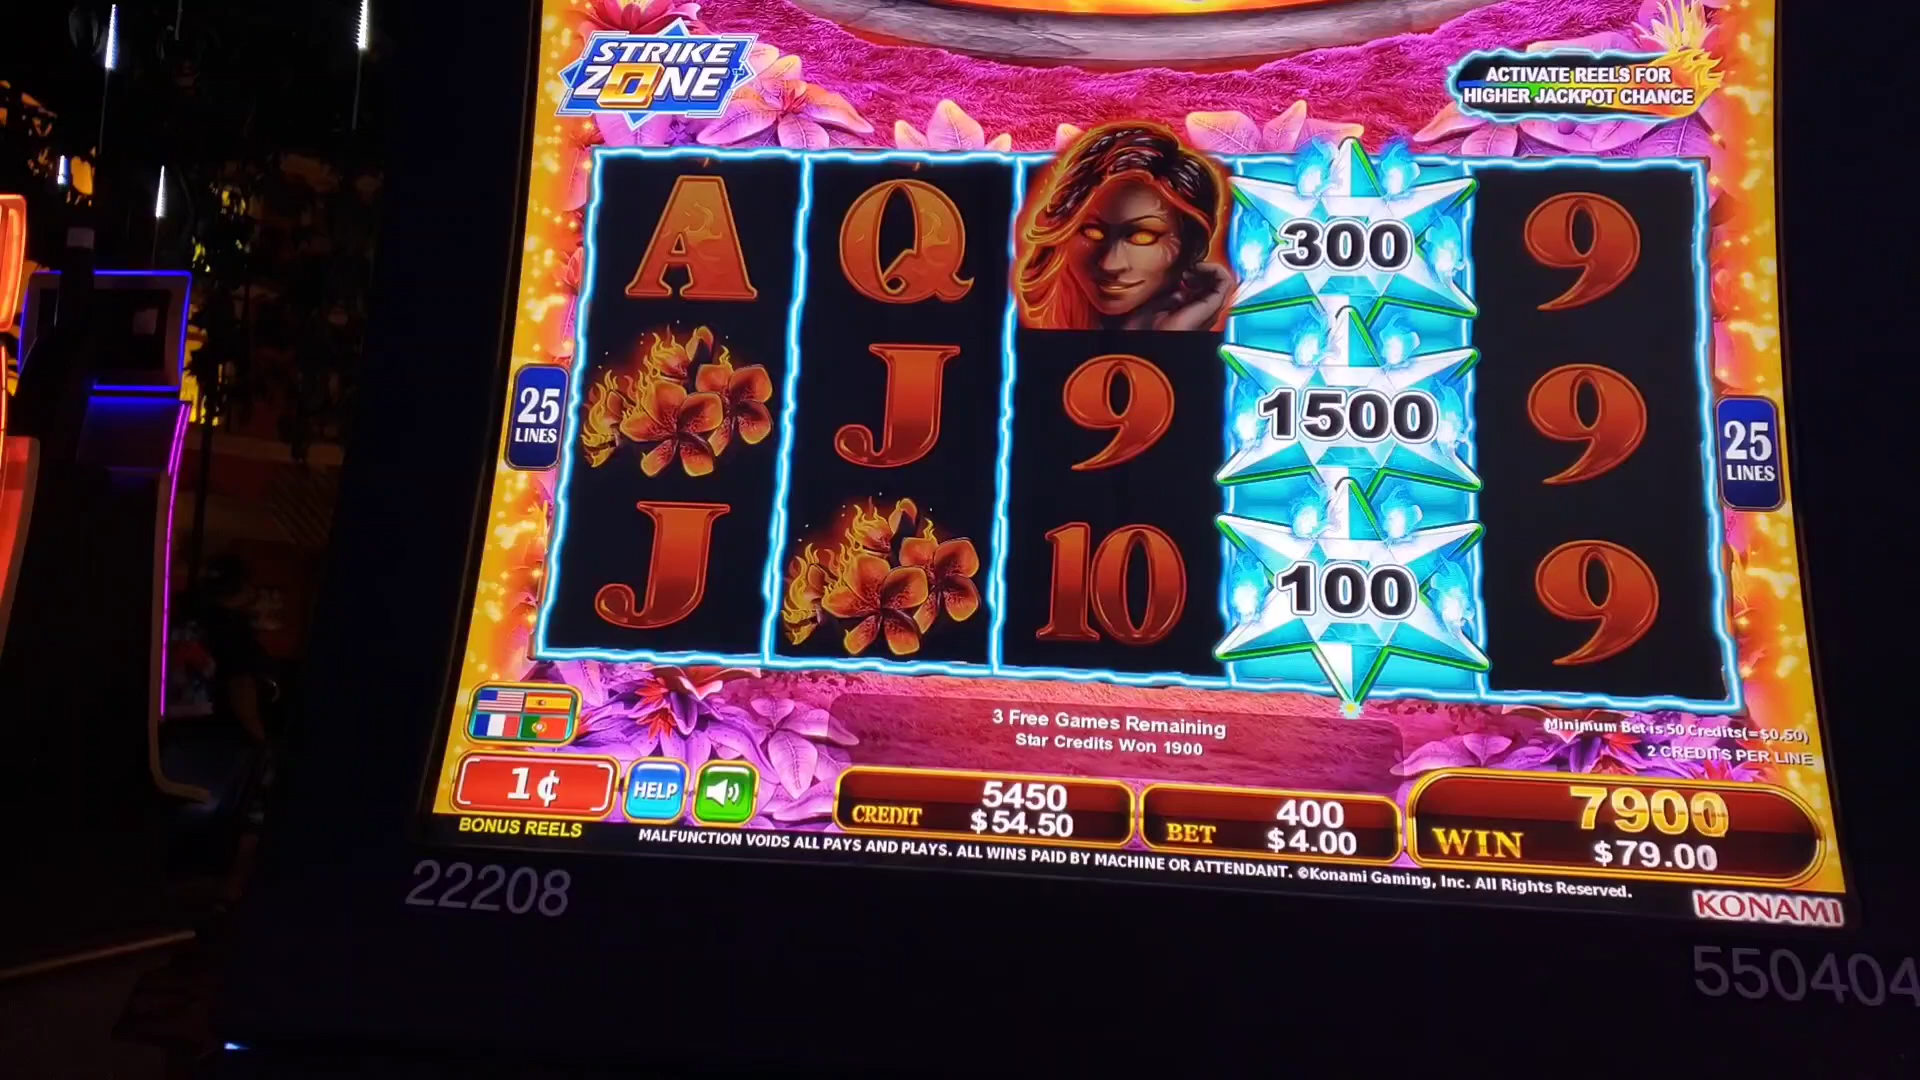 STRIKE
ZONE
ACTIVATE REELS FOR
HIGHER JACKPOT CHANCE
A Q 300 9
25
LINES
J 9 1500 9
25
LINES
J 10 100 9
3 Free Games Remaining
Star Credits Won 1900
Minimum Bet is 50 Credits(=$0.50)
2 CREDITS PER LINE
1¢
BONUS REELS
HELP
CREDIT
5450
$54.50
BET
400
$4.00
WIN
7900
$79.00
MALFUNCTION VOIDS ALL PAYS AND PLAYS. ALL WINS PAID BY MACHINE OR ATTENDANT. ©Konami Gaming, Inc. All Rights Reserved.
KONAMI
22208
550404